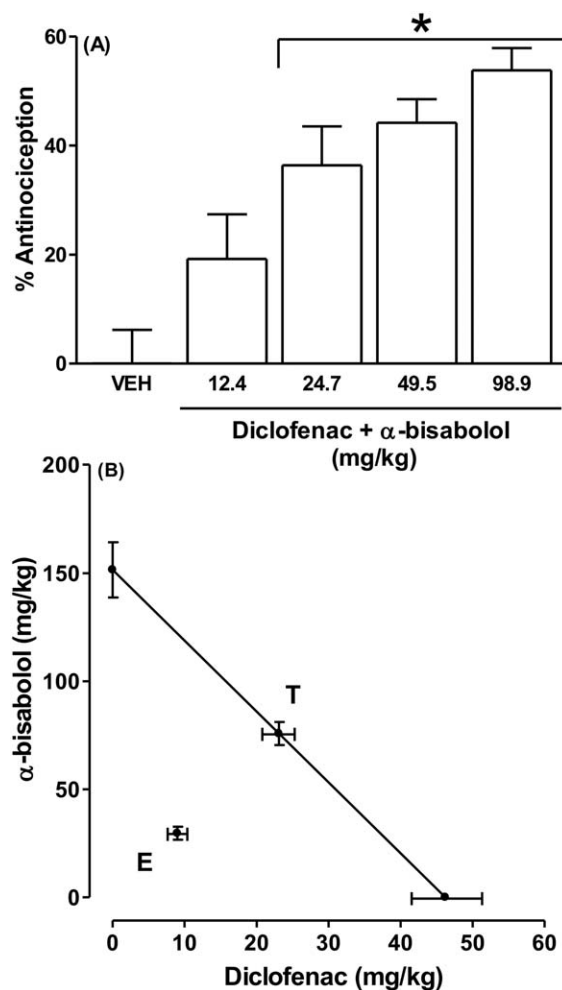 (A)
*
60
40
20
0
% Antinociception
VEH 12.4 24.7 49.5 98.9
Diclofenac + α-bisabolol
(mg/kg)
(B)
200
150
100
50
0
α-bisabolol (mg/kg)
T
E
0 10 20 30 40 50 60
Diclofenac (mg/kg)